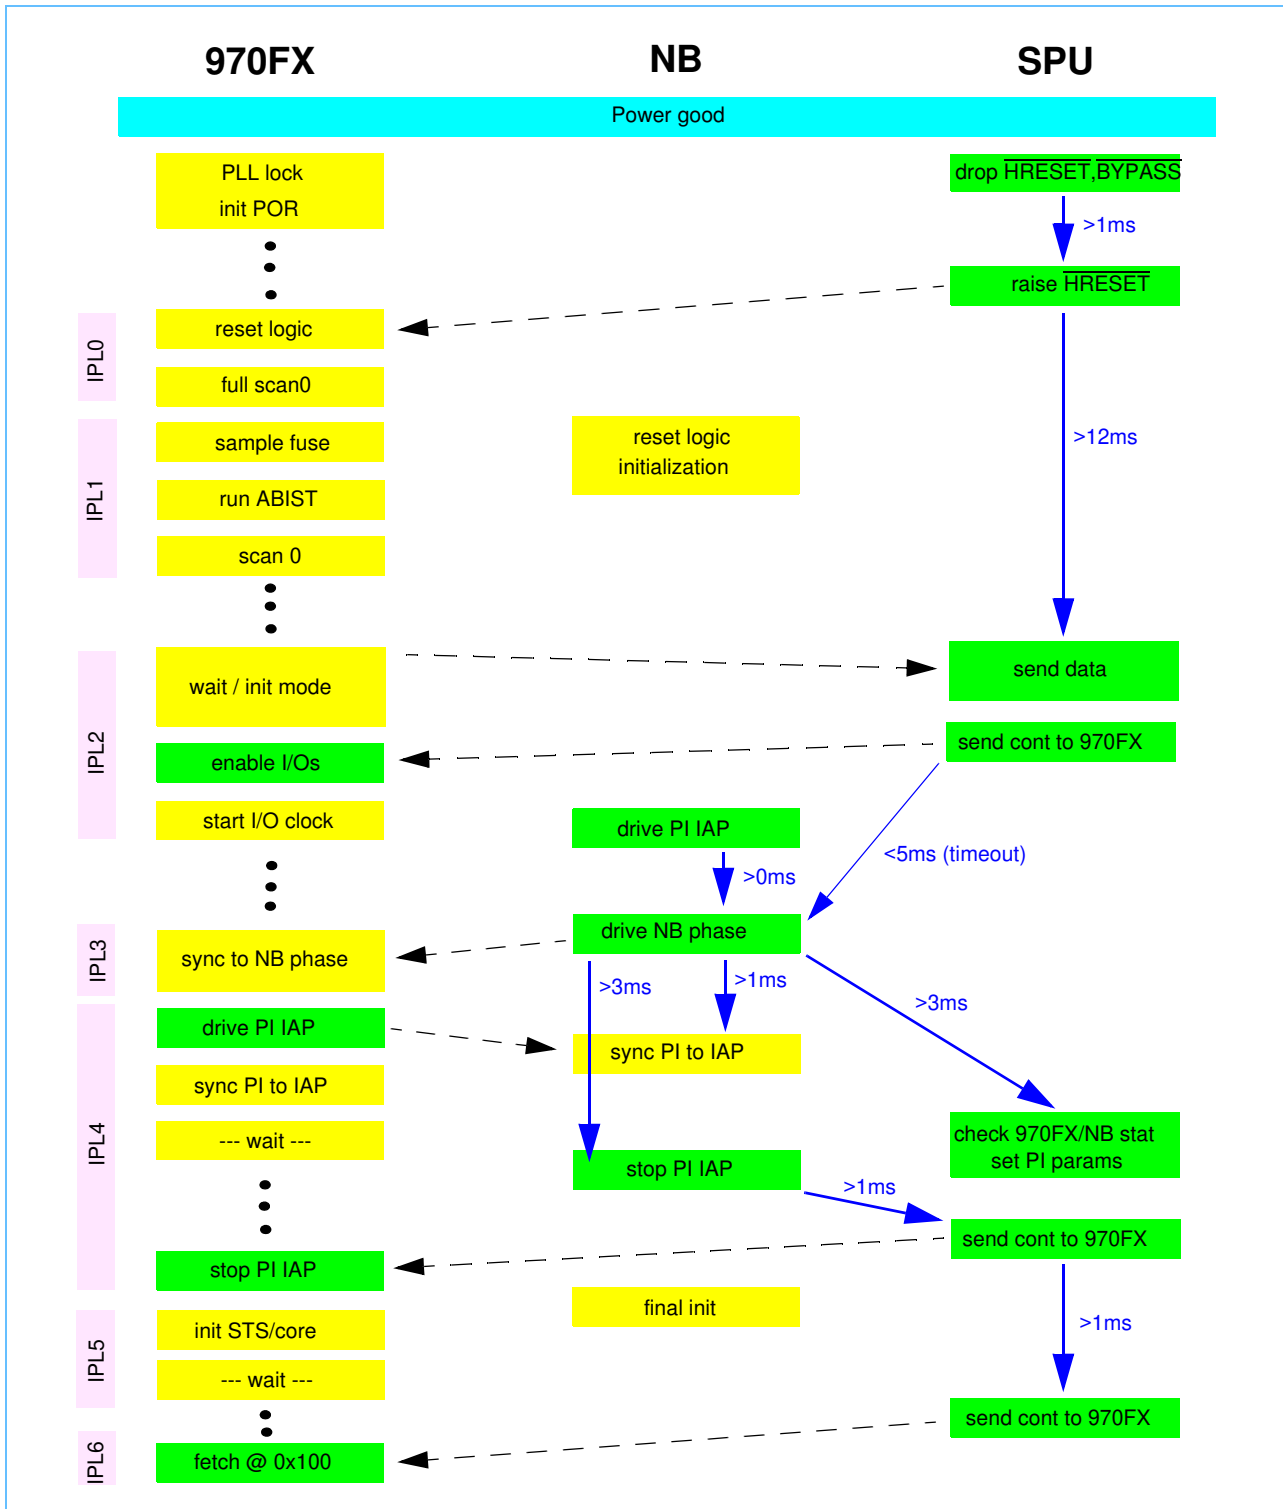 970FX
NB
SPU
Power good
PLL lock
init POR
drop HRESET,BYPASS
>1ms
raise HRESET
IPL0
reset logic
full scan0
IPL1
sample fuse
run ABIST
scan 0
reset logic
initialization
>12ms
IPL2
wait / init mode
send data
enable I/Os
send cont to 970FX
start I/O clock
drive PI IAP
<5ms (timeout)
>0ms
IPL3
sync to NB phase
drive NB phase
>3ms
>1ms
>3ms
IPL4
drive PI IAP
sync PI to IAP
sync PI to IAP
--- wait ---
check 970FX/NB stat
set PI params
stop PI IAP
>1ms
send cont to 970FX
stop PI IAP
final init
>1ms
IPL5
init STS/core
--- wait ---
send cont to 970FX
IPL6
fetch @ 0x100